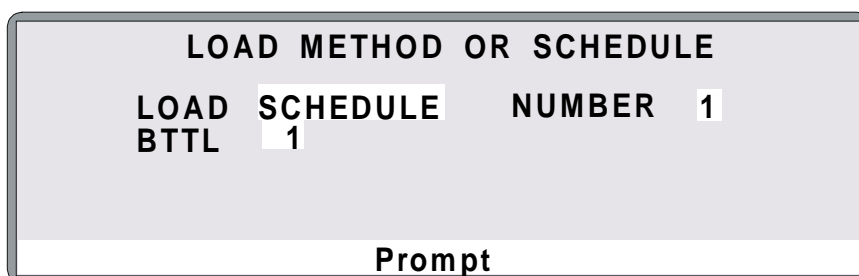 LOAD METHOD OR SCHEDULE
LOAD SCHEDULE NUMBER 1
BTTL 1
Prompt